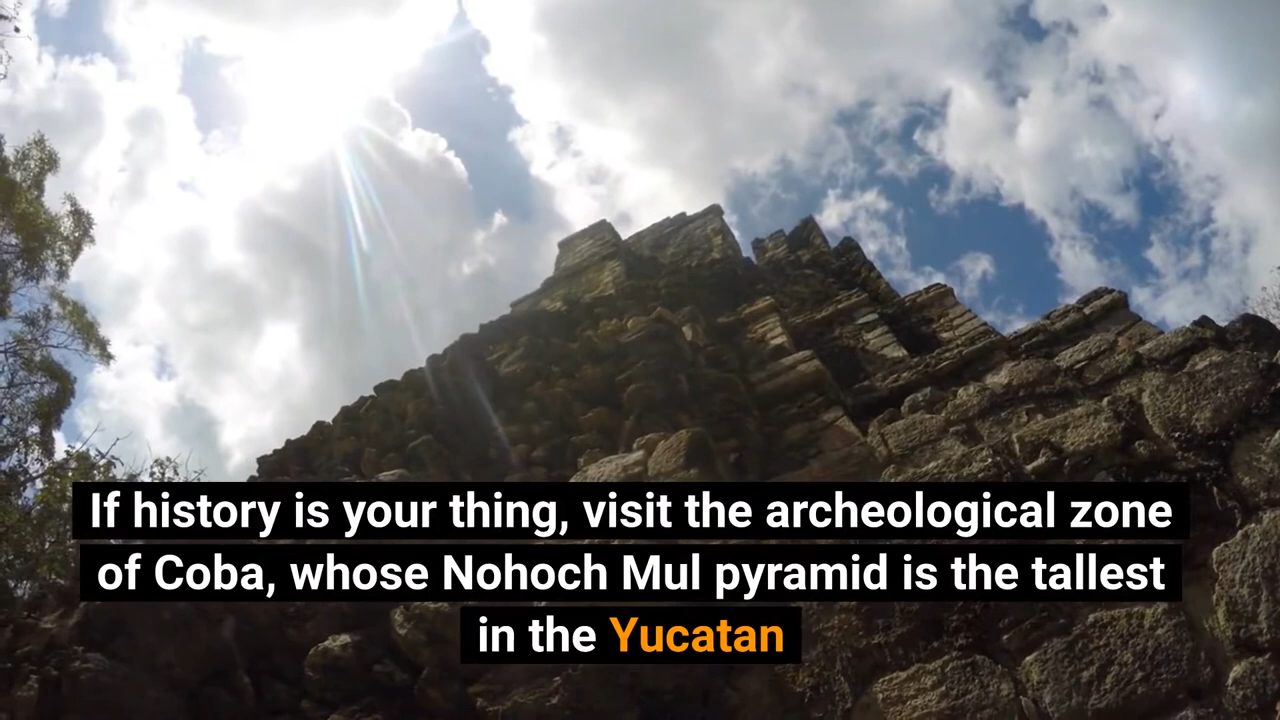 If history is your thing, visit the archeological zone
of Coba, whose Nohoch Mul pyramid is the tallest
in the Yucatan